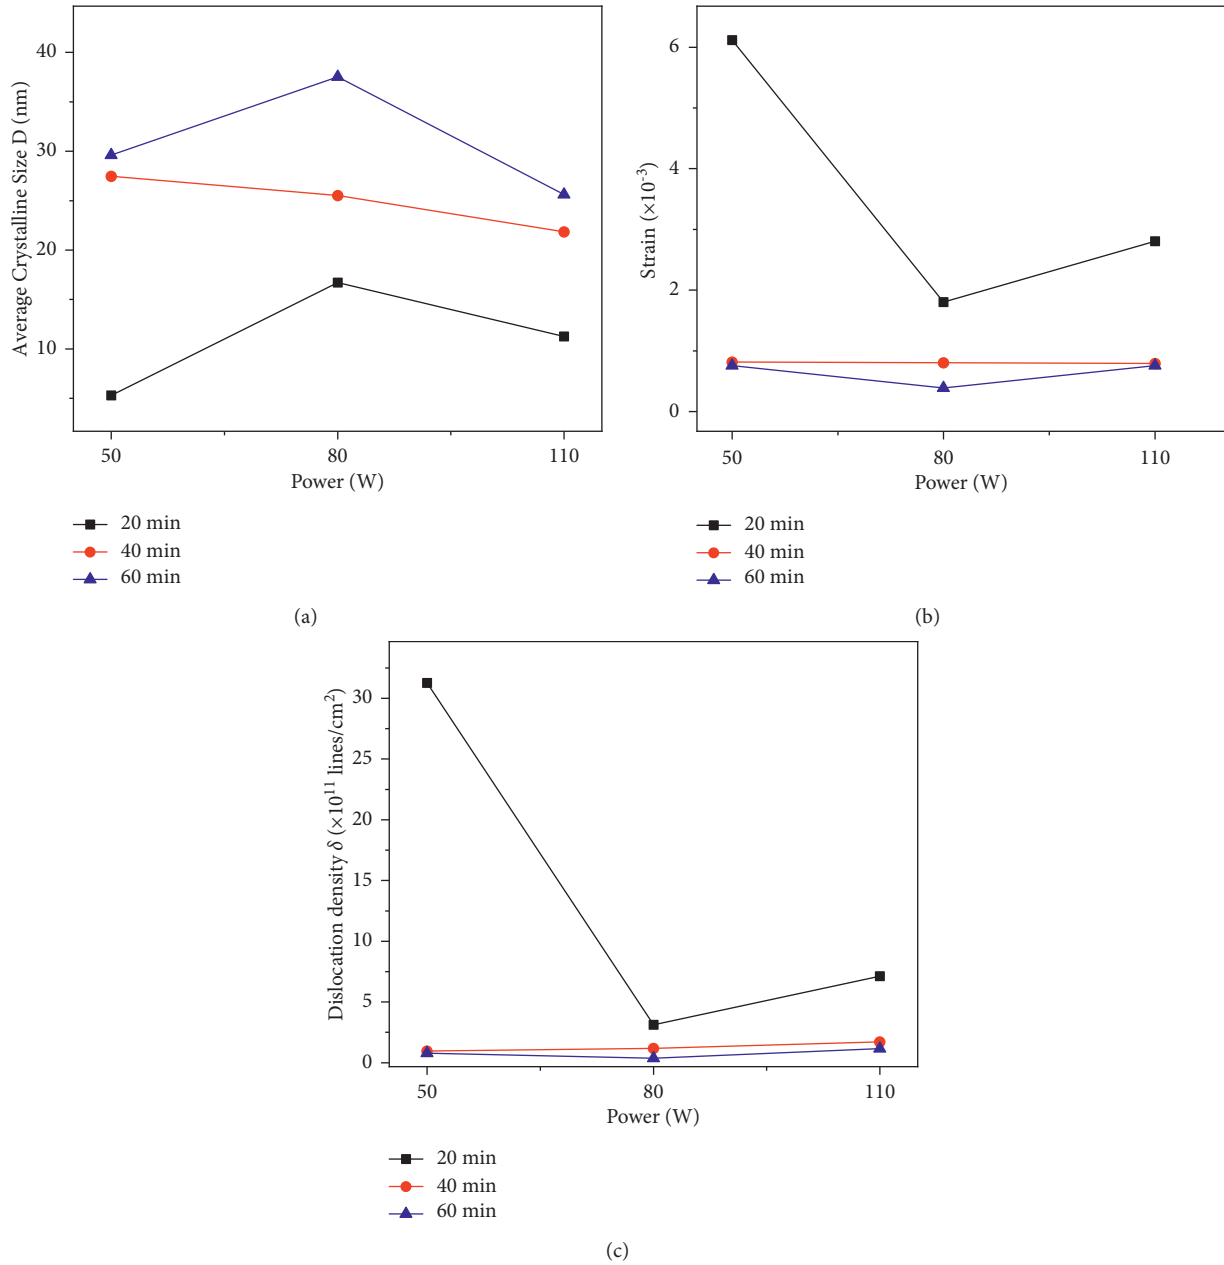 Average Crystalline Size D (nm)
40
30
20
10
50 80 110
Power (W)
20 min
40 min
60 min
(a)
Strain (×10⁻³)
6
4
2
0
50 80 110
Power (W)
20 min
40 min
60 min
(b)
Dislocation density δ (×10¹¹ lines/cm²)
30
25
20
15
10
5
0
50 80 110
Power (W)
20 min
40 min
60 min
(c)